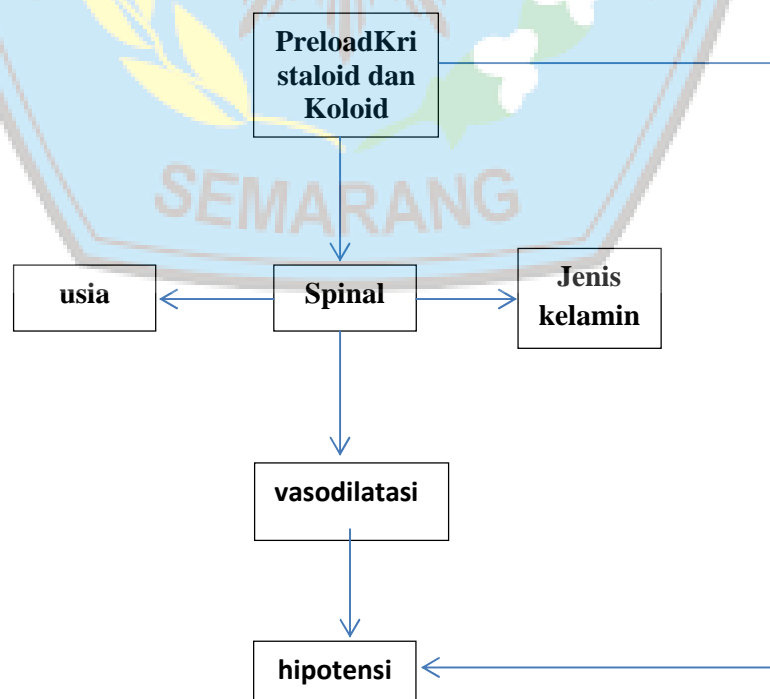 PreloadKri
staloid dan
Koloid
SEMARANG
usia
Spinal
Jenis
kelamin
vasodilatasi
hipotensi